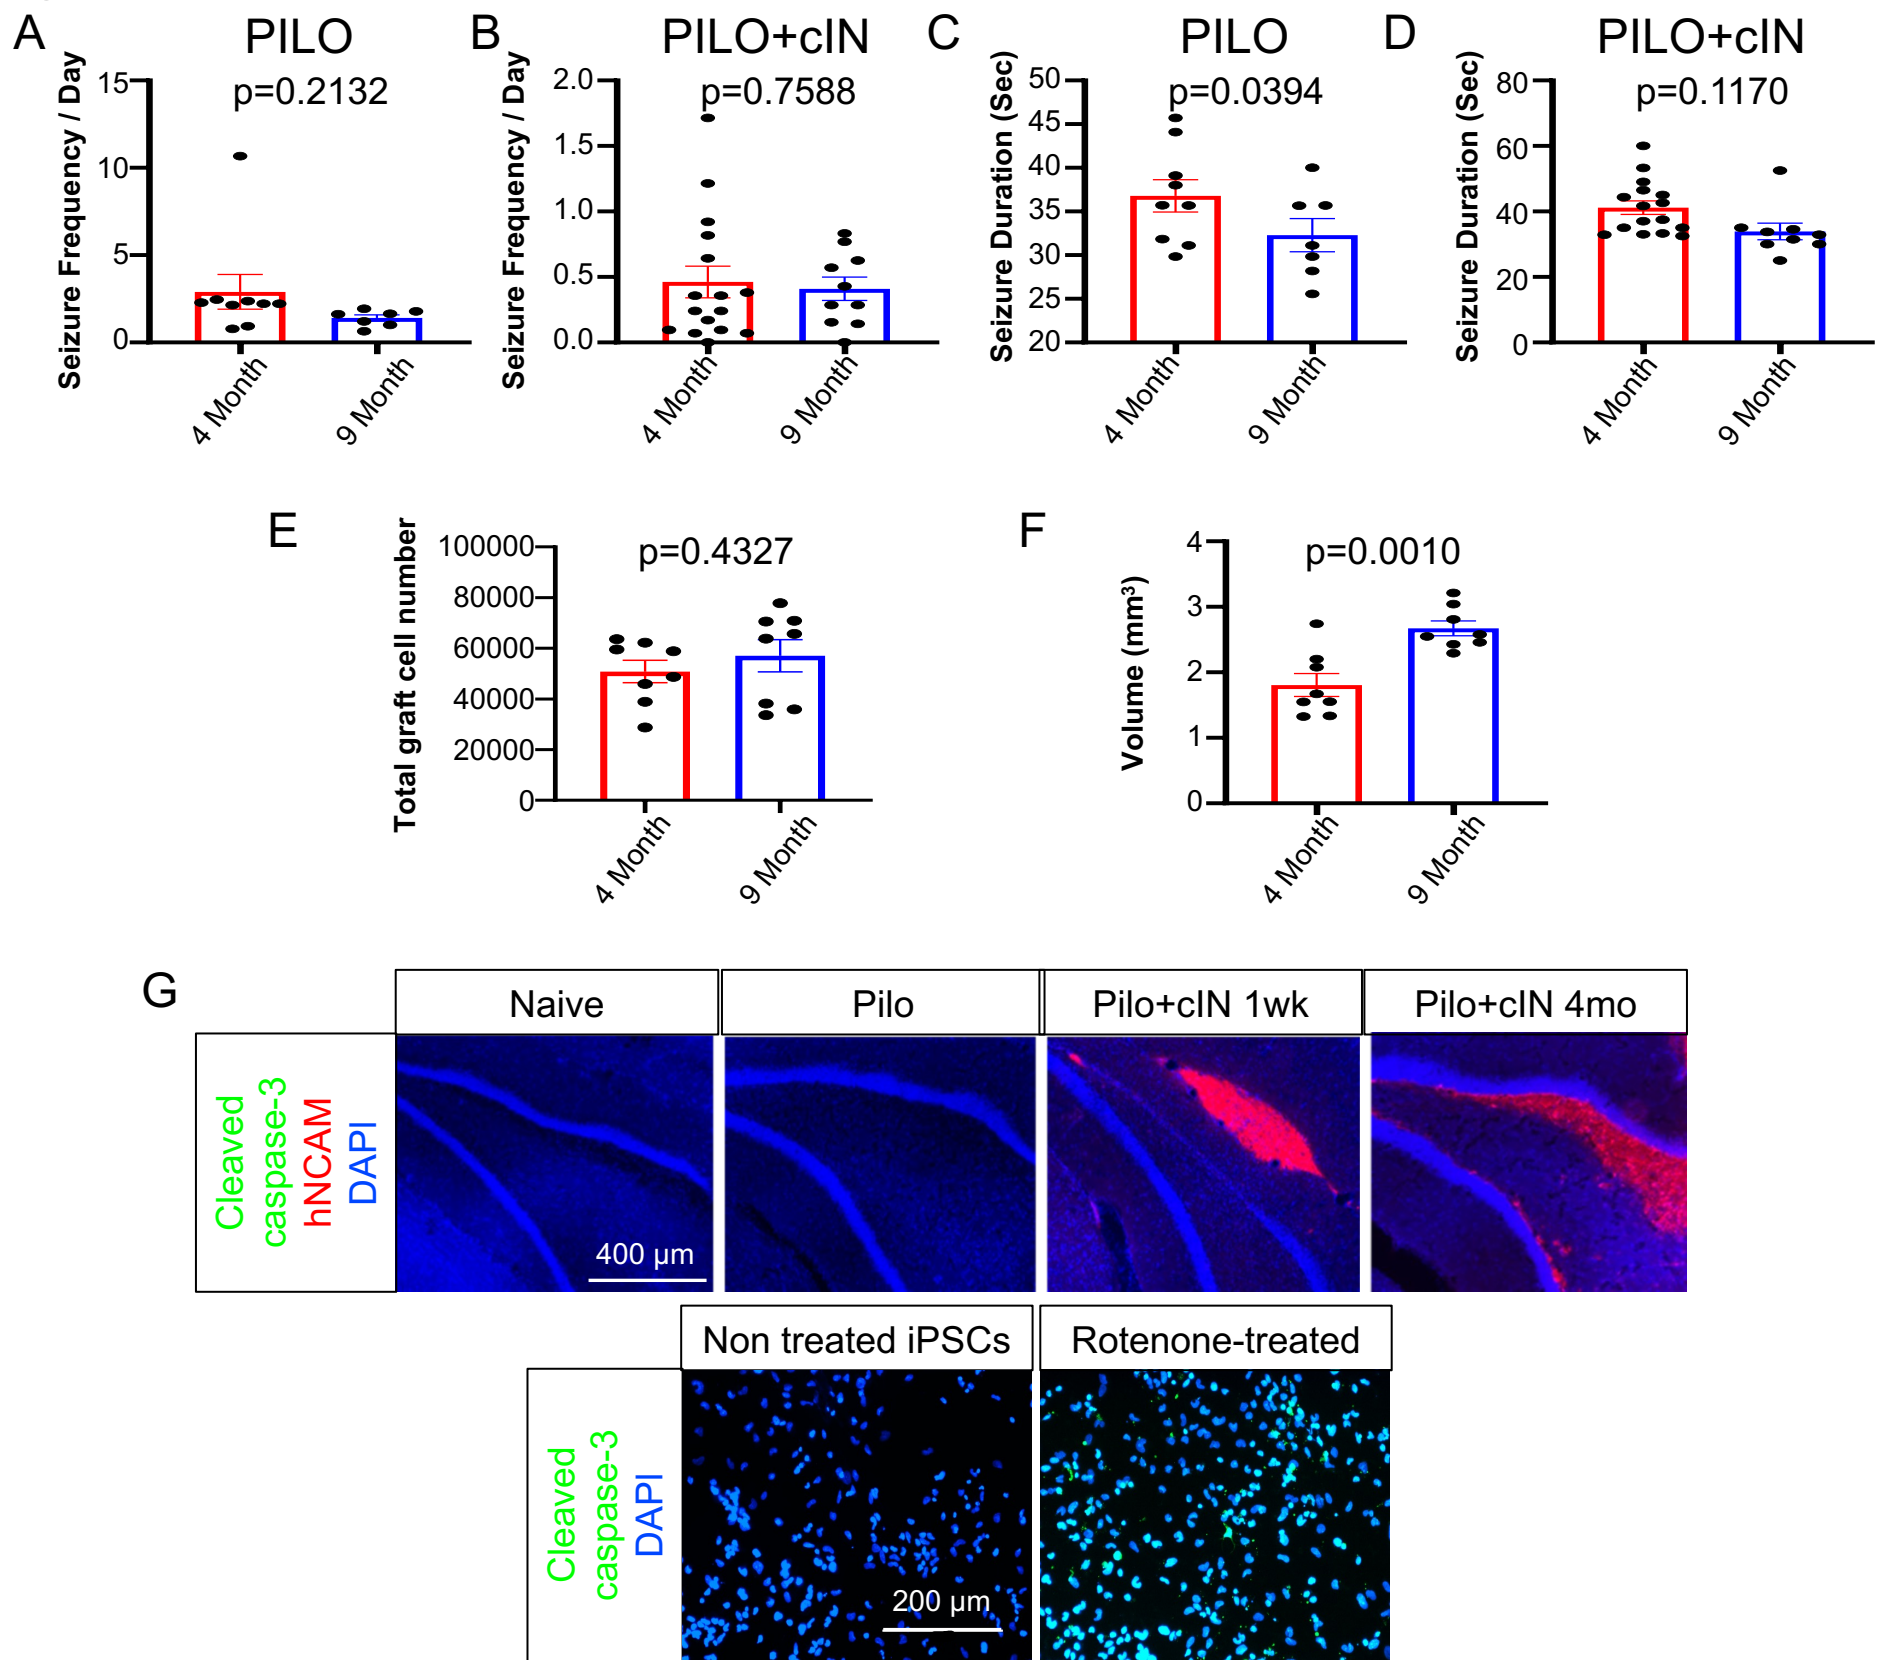 A
PILO
p=0.2132
Seizure Frequency / Day
15
10
5
0
4 Month
9 Month
B
PILO+cIN
p=0.7588
Seizure Frequency / Day
2.0
1.5
1.0
0.5
0.0
4 Month
9 Month
C
PILO
p=0.0394
Seizure Duration (Sec)
50
45
40
35
30
25
20
4 Month
9 Month
D
PILO+cIN
p=0.1170
Seizure Duration (Sec)
80
60
40
20
0
4 Month
9 Month
E
p=0.4327
Total graft cell number
100000
80000
60000
40000
20000
0
4 Month
9 Month
F
p=0.0010
Volume (mm³)
4
3
2
1
0
4 Month
9 Month
G
Naive
Pilo
Pilo+cIN 1wk
Pilo+cIN 4mo
Cleaved
caspase-3
hNCAM
DAPI
400 µm
Non treated iPSCs
Rotenone-treated
Cleaved
caspase-3
DAPI
200 µm